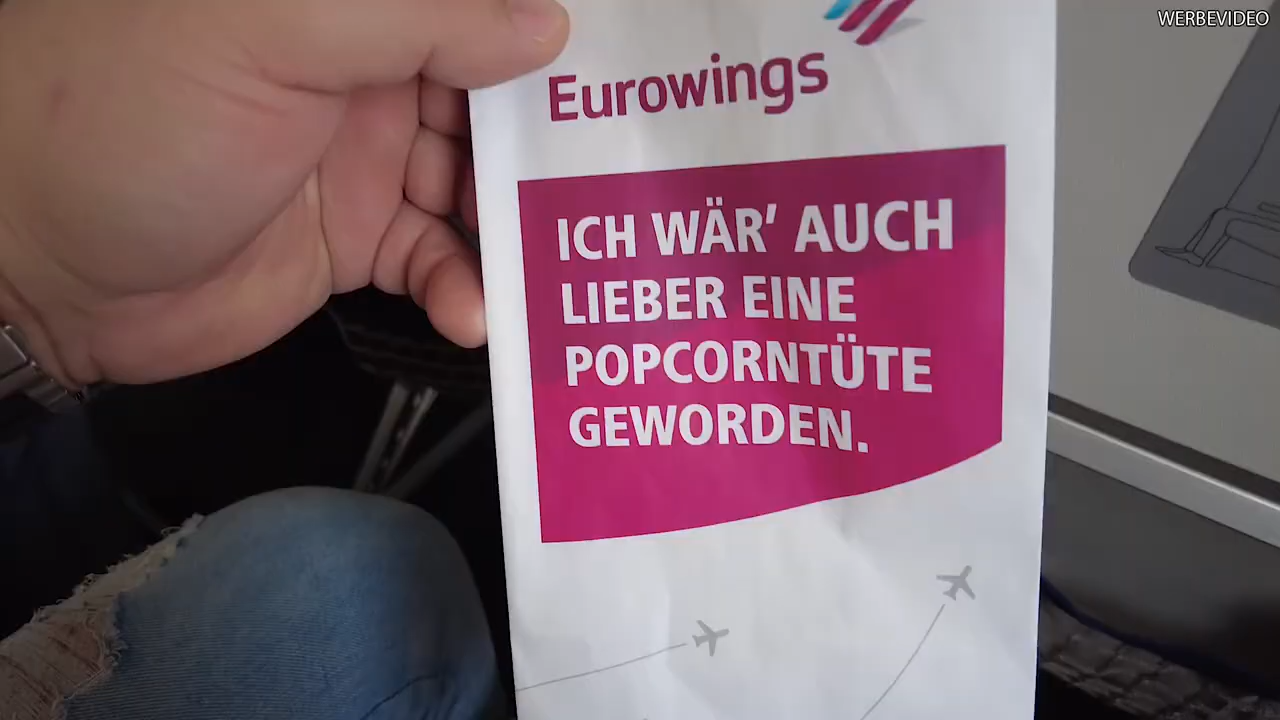 WERBEVIDEO
Eurowings
ICH WÄR’ AUCH
LIEBER EINE
POPCORNTÜTE
GEWORDEN.